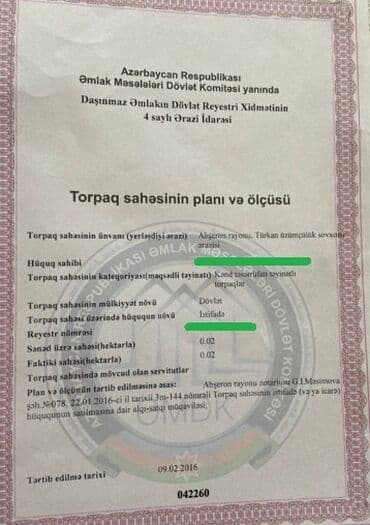 Azərbaycan Respublikası
Əmlak Məsələləri Dövlət Komitəsi yanında
Daşınmaz Əmlakın Dövlət Reyestri Xidmətinin
4 saylı Ərazi İdarəsi
Torpaq sahəsinin planı və ölçüsü
Torpaq sahəsinin ünvanı (yerləşdiyi ərazi) Abşeron rayonu, Türkan üzümçülük sovxozu
ərazisi
Hüquq sahibi
Torpaq sahəsinin kateqoriyası(məqsədli təyinatı) Kənd təsərrüfatı təyinatlı
torpaqlar
Torpaq sahəsinin mülkiyyət növü Dövlət
Torpaq sahəsi üzərində hüququn növü İstifadə
Reyestr nömrəsi
Sənəd üzrə sahəsi(hektarla) 0.02
Faktiki sahəsi(hektarla) 0.02
Torpaq sahəsində mövcud olan servitutlar
Plan və ölçünün tərtib edilməsinə əsas: Abşeron rayonu notariusu G.İ.Məsimova
şəh.№078, 22.01.2016-ci il tarixli 3m-144 nömrəli Torpaq sahəsinin istifadə (və ya icarə)
hüququnun satılmasına dair alqı-satqı müqaviləsi;
ƏMDK
Tərtib edilmə tarixi 09.02.2016
042260